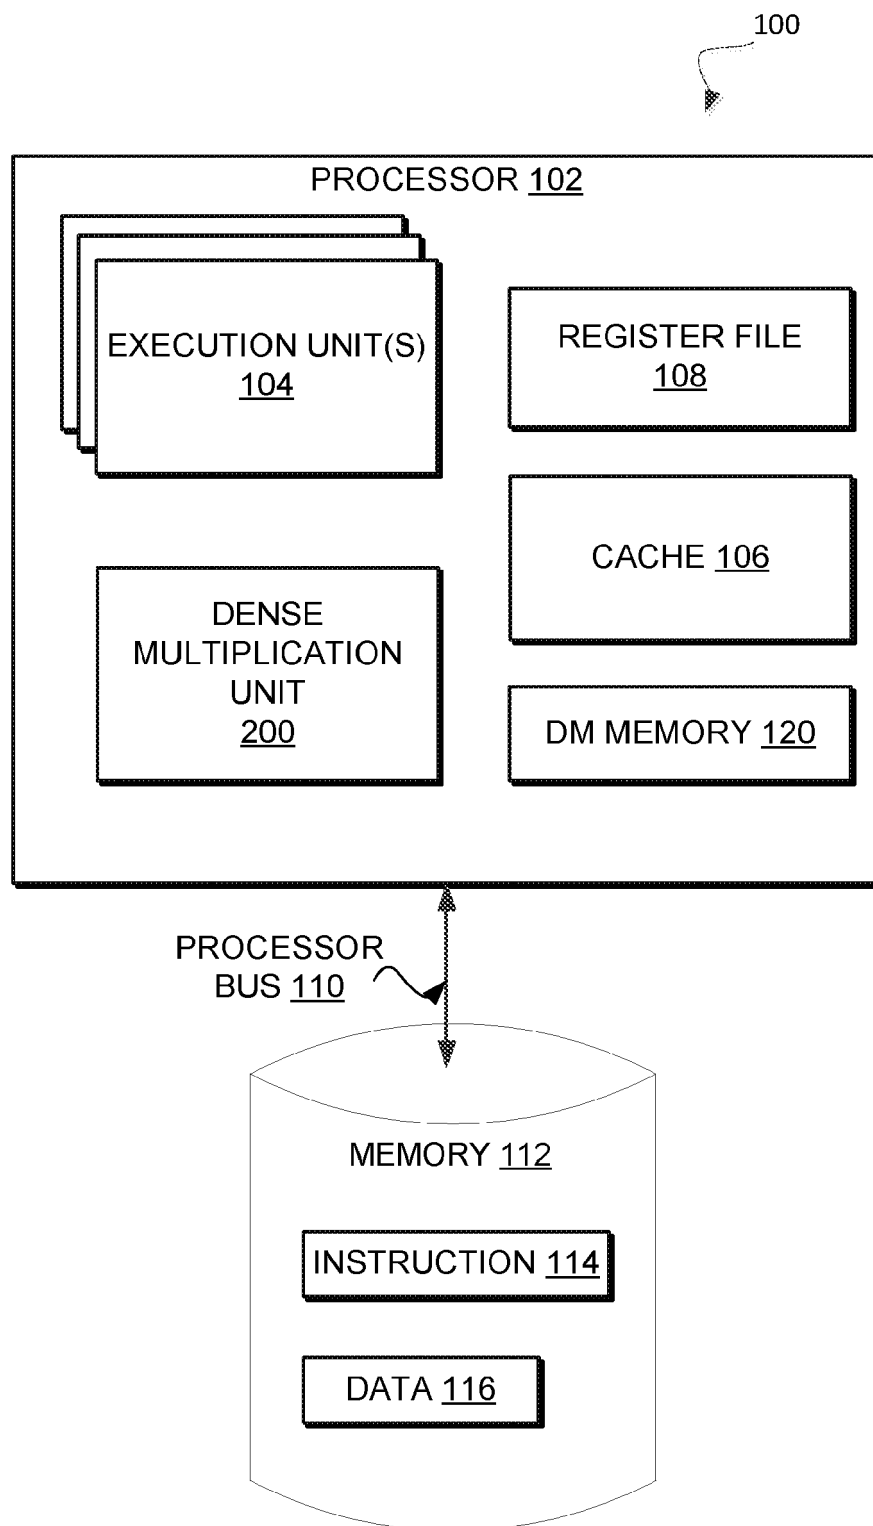 100
PROCESSOR 102
EXECUTION UNIT(S)
104
REGISTER FILE
108
CACHE 106
DENSE
MULTIPLICATION
UNIT
200
DM MEMORY 120
PROCESSOR
BUS 110
MEMORY 112
INSTRUCTION 114
DATA 116